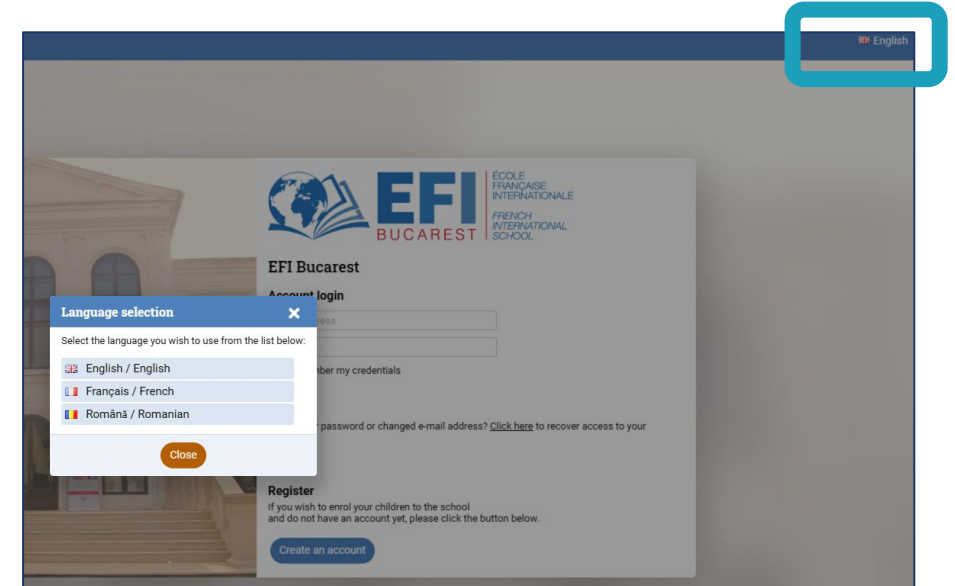 English
EFI
BUCAREST
ÉCOLE
FRANÇAISE
INTERNATIONALE
FRENCH
INTERNATIONAL
SCHOOL
EFI Bucarest
Account login
Language selection
Select the language you wish to use from the list below:
English / English
Français / French
Română / Romanian
Close
my credentials
password or changed e-mail address? Click here to recover access to your
Register
If you wish to enrol your children to the school
and do not have an account yet, please click the button below.
Create an account